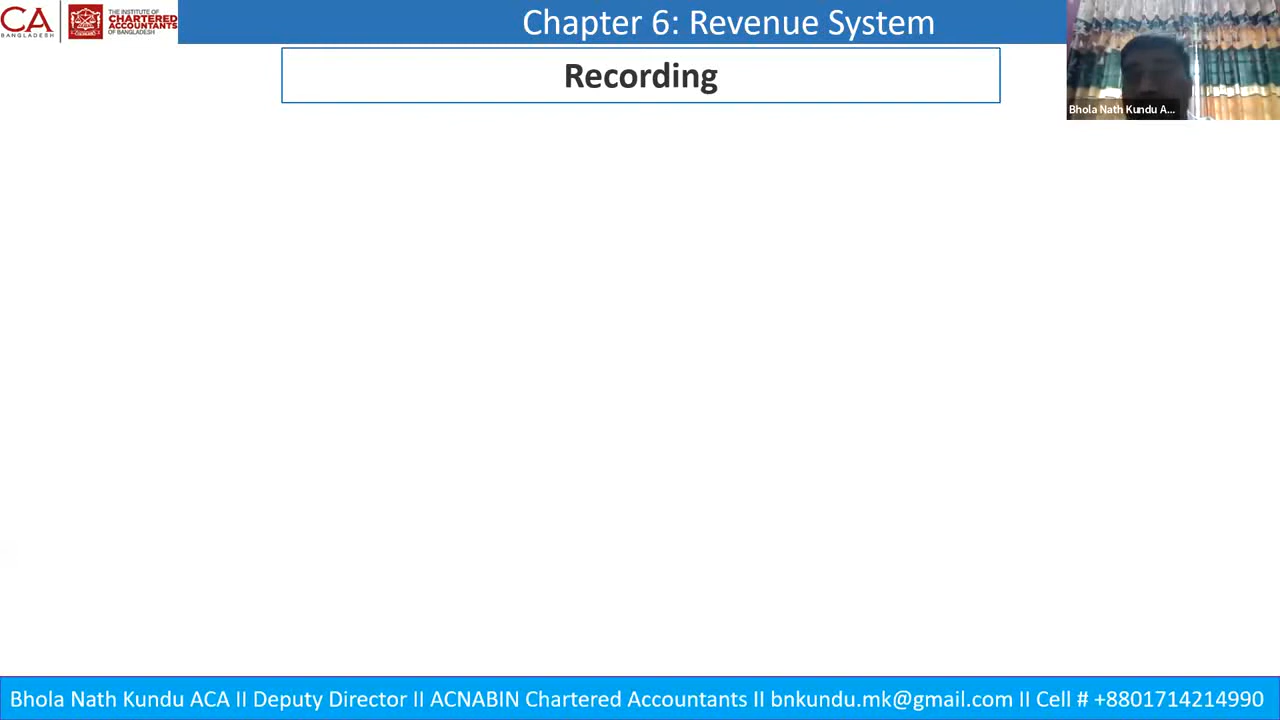 CA
BANGLADESH
THE INSTITUTE OF
CHARTERED
ACCOUNTANTS
OF BANGLADESH
Chapter 6: Revenue System
Recording
Bhola Nath Kundu A...
Bhola Nath Kundu ACA II Deputy Director II ACNABIN Chartered Accountants II bnkundu.mk@gmail.com II Cell # +8801714214990